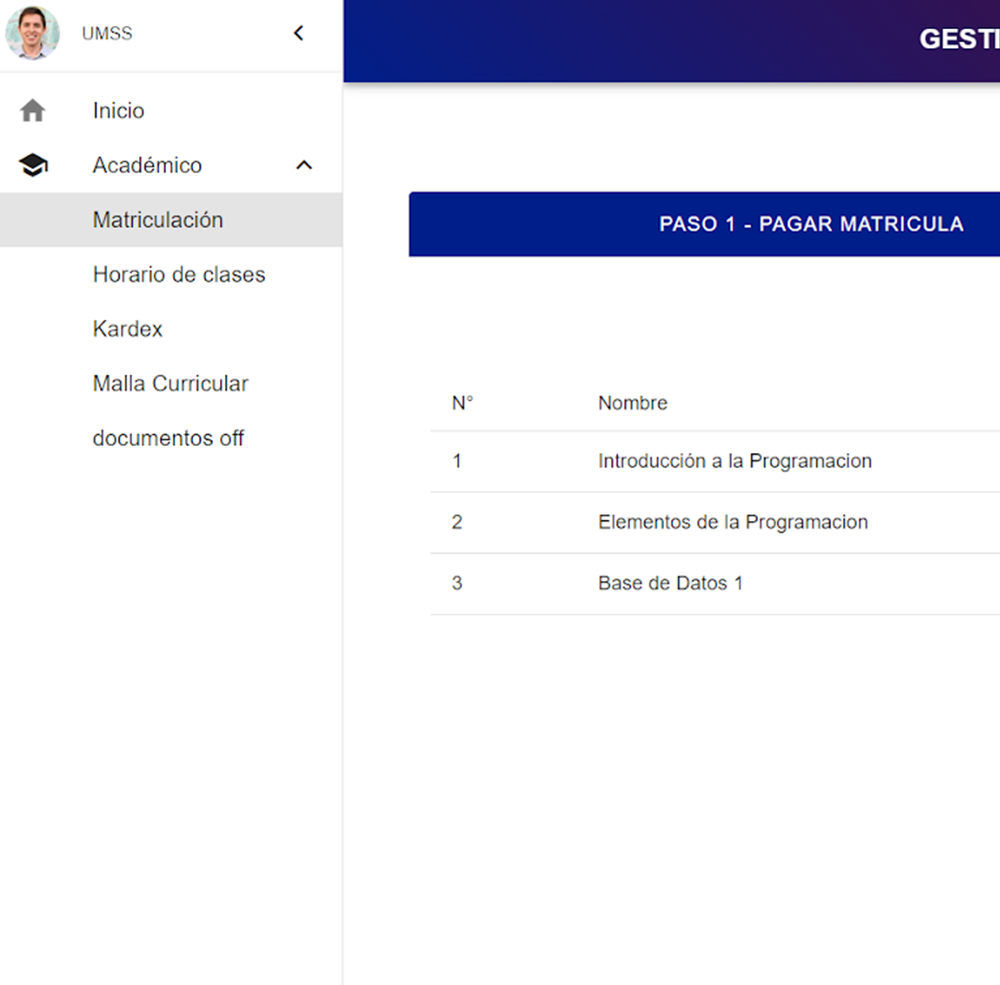 UMSS
GESTI
Inicio
Académico
Matriculación
Horario de clases
Kardex
Malla Curricular
documentos off
PASO 1 - PAGAR MATRICULA
N° Nombre
1 Introducción a la Programacion
2 Elementos de la Programacion
3 Base de Datos 1